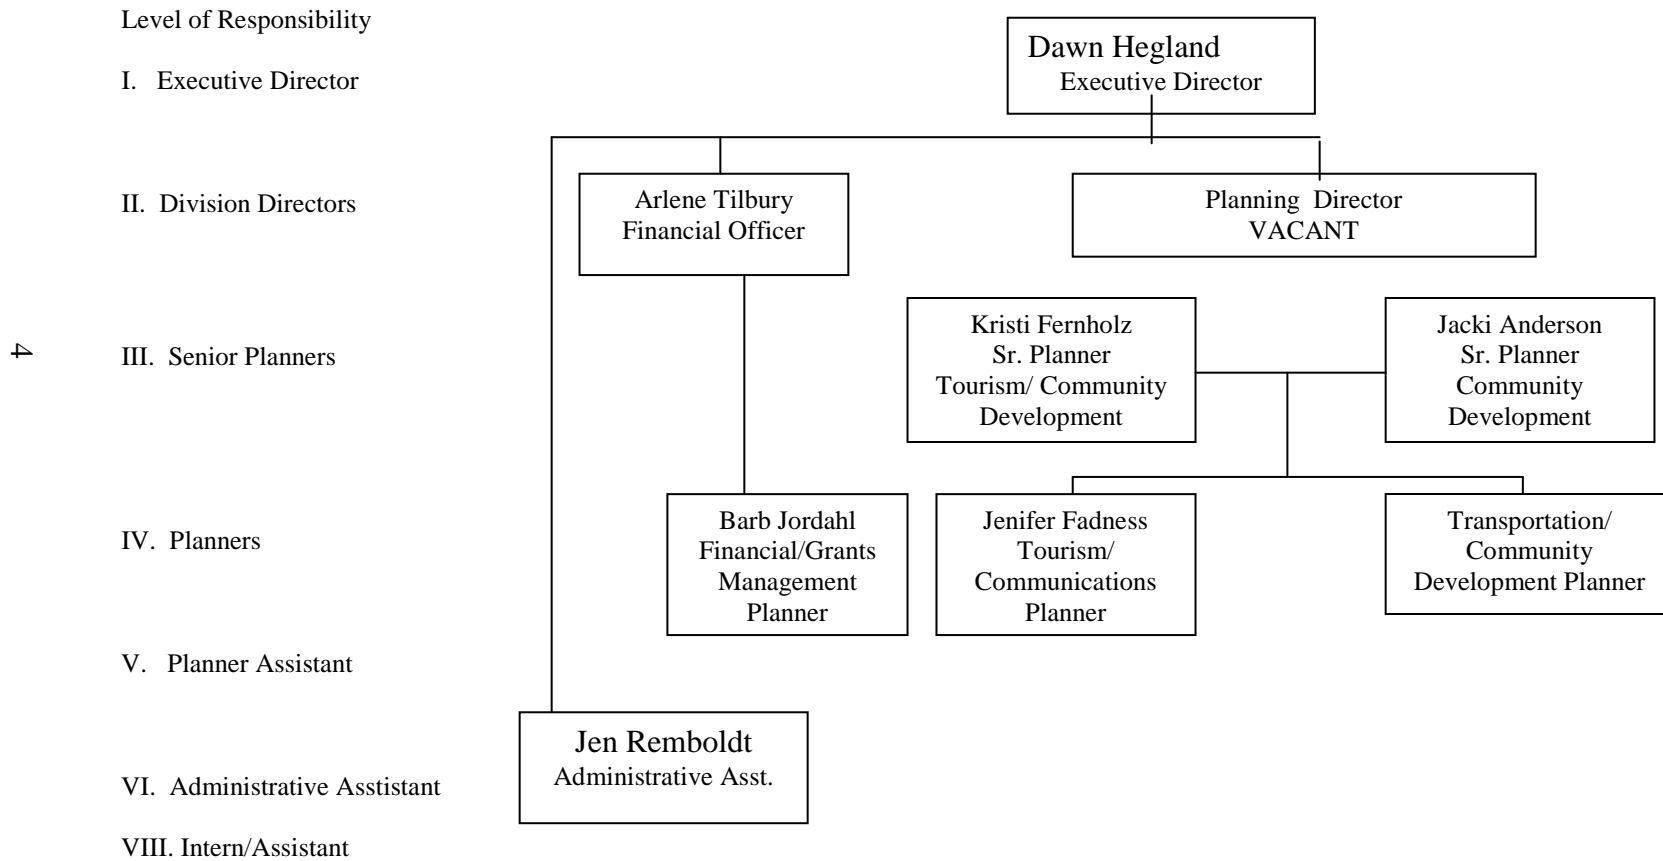 Level of Responsibility
Dawn Hegland
Executive Director
I. Executive Director
II. Division Directors
Arlene Tilbury
Financial Officer
Planning Director
VACANT
4
III. Senior Planners
Kristi Fernholz
Sr. Planner
Tourism/ Community
Development
Jacki Anderson
Sr. Planner
Community
Development
IV. Planners
Barb Jordahl
Financial/Grants
Management
Planner
Jenifer Fadness
Tourism/
Communications
Planner
Transportation/
Community
Development Planner
V. Planner Assistant
Jen Remboldt
Administrative Asst.
VI. Administrative Asstistant
VIII. Intern/Assistant